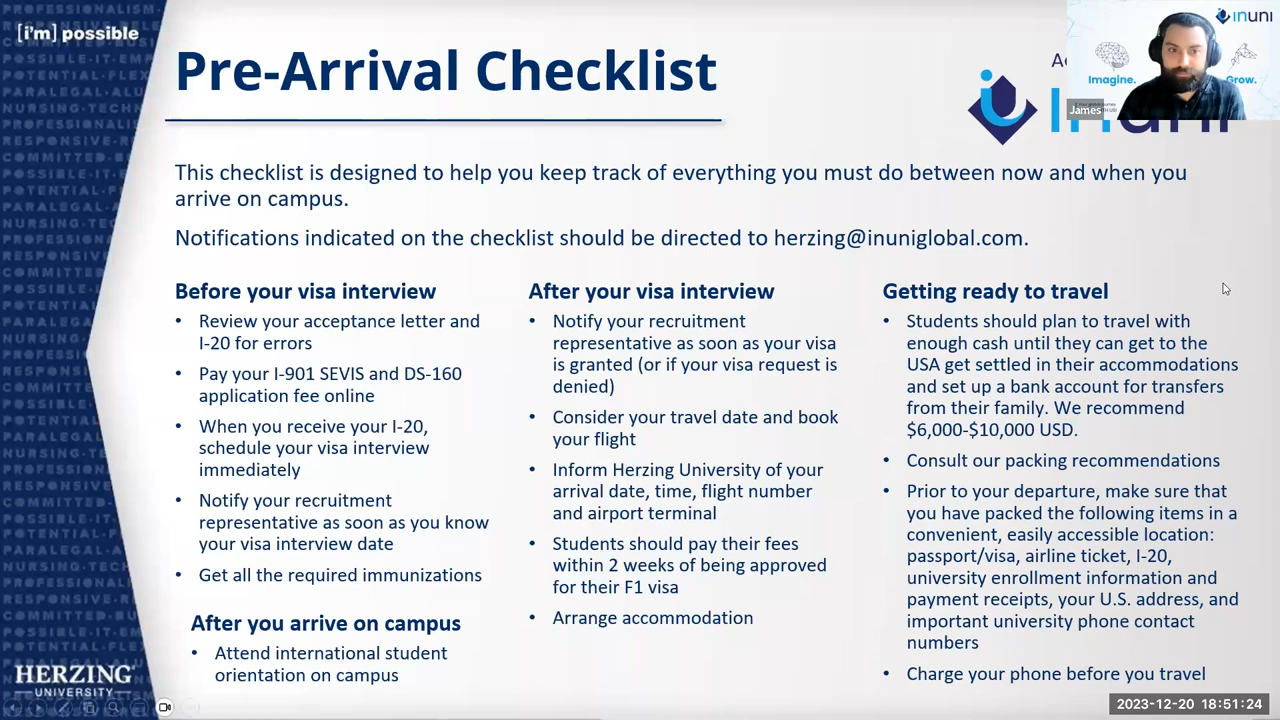 [i'm] possible
Pre-Arrival Checklist
inuni
Imagine.
Grow.
James
This checklist is designed to help you keep track of everything you must do between now and when you
arrive on campus.
Notifications indicated on the checklist should be directed to herzing@inuniglobal.com.
Before your visa interview
• Review your acceptance letter and
I-20 for errors
• Pay your I-901 SEVIS and DS-160
application fee online
• When you receive your I-20,
schedule your visa interview
immediately
• Notify your recruitment
representative as soon as you know
your visa interview date
• Get all the required immunizations
After you arrive on campus
• Attend international student
orientation on campus
After your visa interview
• Notify your recruitment
representative as soon as your visa
is granted (or if your visa request is
denied)
• Consider your travel date and book
your flight
• Inform Herzing University of your
arrival date, time, flight number
and airport terminal
• Students should pay their fees
within 2 weeks of being approved
for their F1 visa
• Arrange accommodation
Getting ready to travel
• Students should plan to travel with
enough cash until they can get to the
USA get settled in their accommodations
and set up a bank account for transfers
from their family. We recommend
$6,000-$10,000 USD.
• Consult our packing recommendations
• Prior to your departure, make sure that
you have packed the following items in a
convenient, easily accessible location:
passport/visa, airline ticket, I-20,
university enrollment information and
payment receipts, your U.S. address, and
important university phone contact
numbers
• Charge your phone before you travel
HERZING
UNIVERSITY
2023-12-20 18:51:24